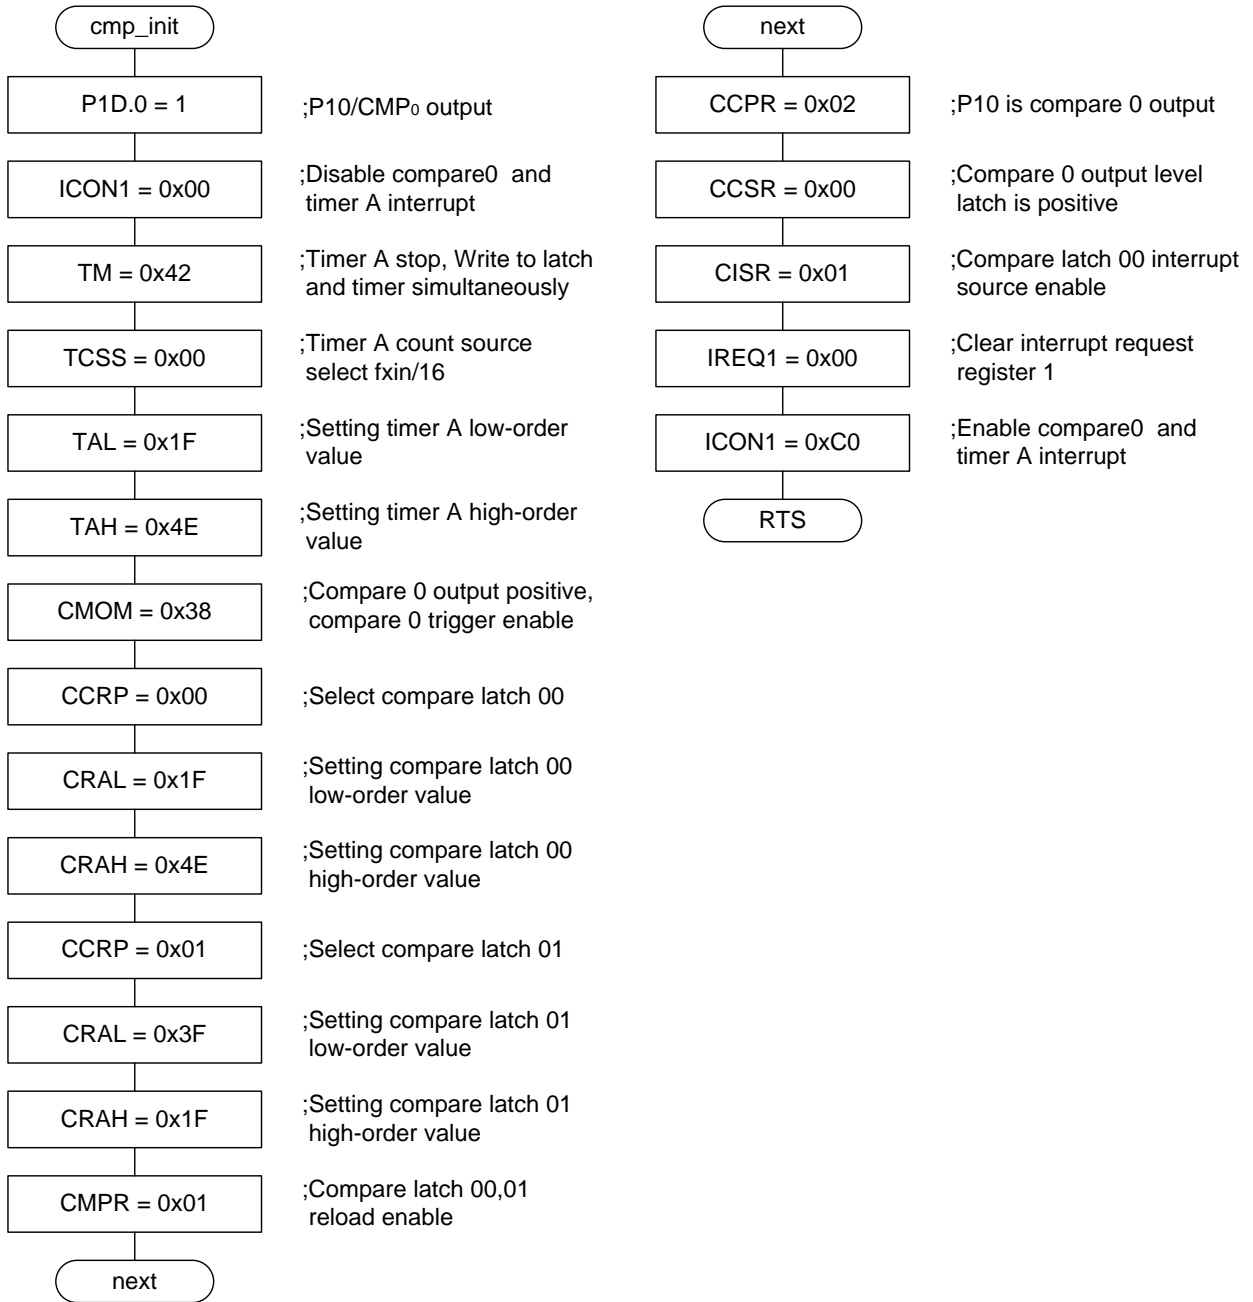 cmp_init
P1D.0 = 1
;P10/CMP0 output
ICON1 = 0x00
;Disable compare0  and
timer A interrupt
TM = 0x42
;Timer A stop, Write to latch
and timer simultaneously
TCSS = 0x00
;Timer A count source
select fxin/16
TAL = 0x1F
;Setting timer A low-order
value
TAH = 0x4E
;Setting timer A high-order
value
CMOM = 0x38
;Compare 0 output positive,
compare 0 trigger enable
CCRP = 0x00
;Select compare latch 00
CRAL = 0x1F
;Setting compare latch 00
low-order value
CRAH = 0x4E
;Setting compare latch 00
high-order value
CCRP = 0x01
;Select compare latch 01
CRAL = 0x3F
;Setting compare latch 01
low-order value
CRAH = 0x1F
;Setting compare latch 01
high-order value
CMPR = 0x01
;Compare latch 00,01
reload enable
next
next
CCPR = 0x02
;P10 is compare 0 output
CCSR = 0x00
;Compare 0 output level
latch is positive
CISR = 0x01
;Compare latch 00 interrupt
source enable
IREQ1 = 0x00
;Clear interrupt request
register 1
ICON1 = 0xC0
;Enable compare0  and
timer A interrupt
RTS